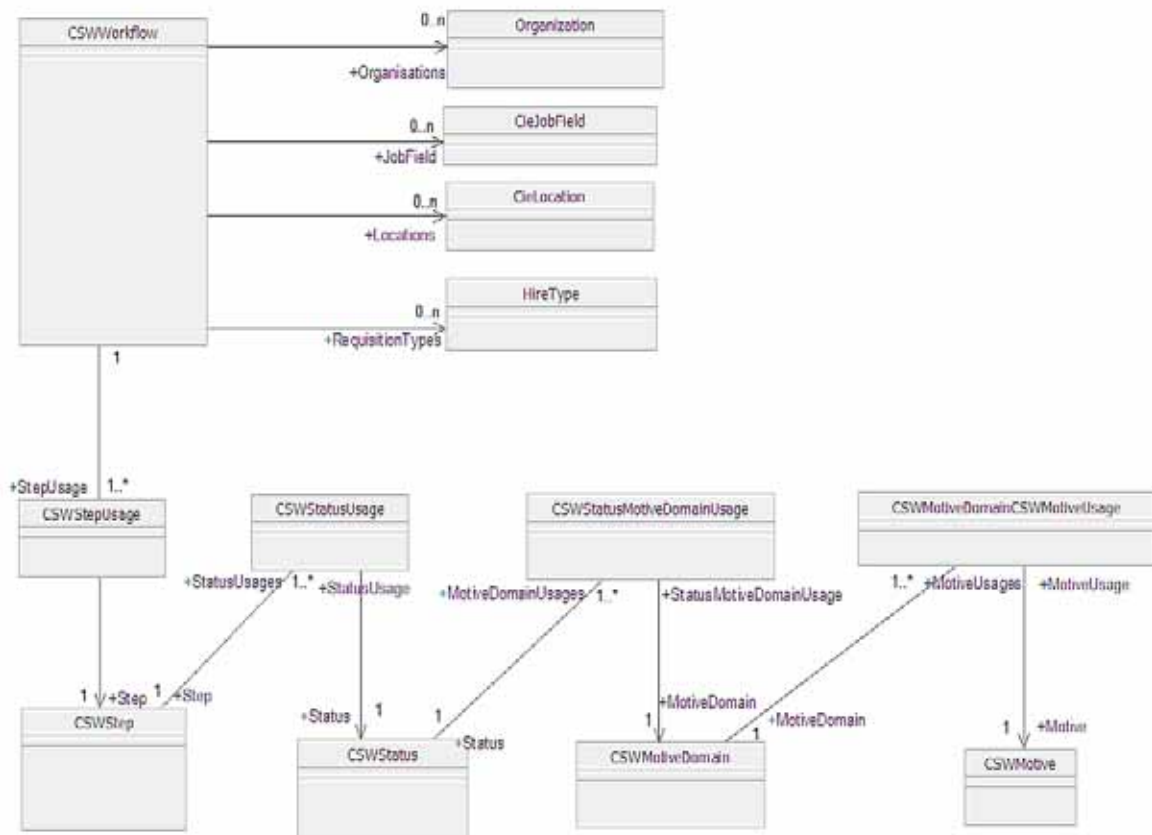 CSWWorkflow
0..n
Organization
+Organisations
0..n
CieJobField
+JobField
0..n
CieLocation
+Locations
HireType
0..n
+RequisitionTypes
1
+StepUsage 1..*
CSWStepUsage
CSWStatusUsage
CSWStatusMotiveDomainUsage
CSWMotiveDomainCSWMotiveUsage
+StatusUsages 1..* +StatusUsage
+MotiveDomainUsages 1..* +StatusMotiveDomainUsage
1..* +MotiveUsages +MotiveUsage
1 +Step 1 +Step
+Status 1
1 +Status
+MotiveDomain
1 +MotiveDomain 1
1 +Motive
CSWStep
CSWStatus
CSWMotiveDomain
CSWMotive